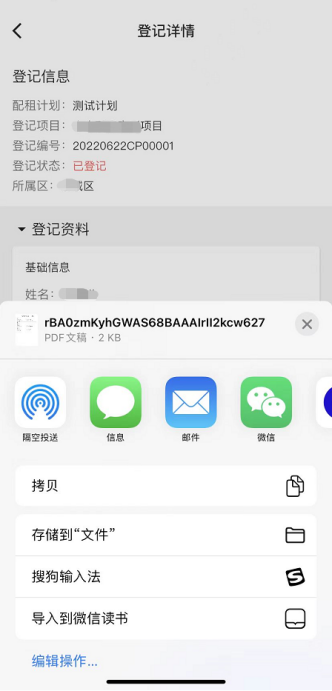 登记详情
登记信息
配租计划：测试计划
登记项目：项目
登记编号：20220622CP00001
登记状态：已登记
所属区：区
登记资料
基础信息
姓名：
rBA0zmKyhGWAS68BAAAIrII2kcw627
PDF文稿・2 KB
隔空投送
信息
邮件
微信
拷贝
存储到“文件”
搜狗输入法
导入到微信读书
编辑操作...